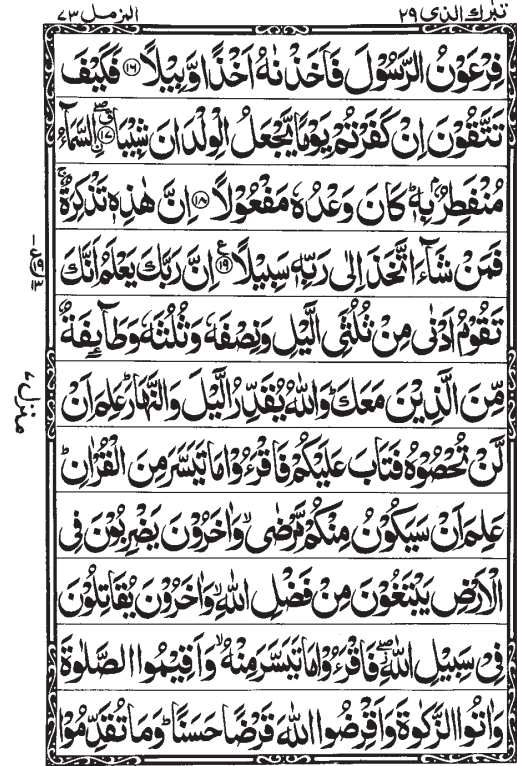 تبٰرك الذى ٢٩
المزمل ٧٣
فِرْعَوْنُ الرَّسُوْلَ فَاَخَذْنٰهُ اَخْذًا وَّبِيْلًا ﴿١٦﴾ فَكَيْفَ
تَتَّقُوْنَ اِنْ كَفَرْتُمْ يَوْمًا يَّجْعَلُ الْوِلْدَانَ شِيْبَاۨ ﴿١٧﴾ السَّمَآءُ
مُنْفَطِرٌۢ بِهٖ ؕ كَانَ وَعْدُهٗ مَفْعُوْلًا ﴿١٨﴾ اِنَّ هٰذِهٖ تَذْكِرَةٌ ۚ
فَمَنْ شَآءَ اتَّخَذَ اِلٰى رَبِّهٖ سَبِيْلًا ﴿١٩﴾ ع اِنَّ رَبَّكَ يَعْلَمُ اَنَّكَ
تَقُوْمُ اَدْنٰى مِنْ ثُلُثَىِ الَّيْلِ وَنِصْفَهٗ وَثُلُثَهٗ وَطَآئِفَةٌ
مِّنَ الَّذِيْنَ مَعَكَ ؕ وَاللّٰهُ يُقَدِّرُ الَّيْلَ وَالنَّهَارَ ؕ عَلِمَ اَنْ
لَّنْ تُحْصُوْهُ فَتَابَ عَلَيْكُمْ فَاقْرَءُوْا مَا تَيَسَّرَ مِنَ الْقُرْاٰنِ ؕ
عَلِمَ اَنْ سَيَكُوْنُ مِنْكُمْ مَّرْضٰى ۙ وَاٰخَرُوْنَ يَضْرِبُوْنَ فِى
الْاَرْضِ يَبْتَغُوْنَ مِنْ فَضْلِ اللّٰهِ ۙ وَاٰخَرُوْنَ يُقَاتِلُوْنَ
فِىْ سَبِيْلِ اللّٰهِ ۖ فَاقْرَءُوْا مَا تَيَسَّرَ مِنْهُ ۙ وَاَقِيْمُوا الصَّلٰوةَ
وَاٰتُوا الزَّكٰوةَ وَاَقْرِضُوا اللّٰهَ قَرْضًا حَسَنًا ؕ وَمَا تُقَدِّمُوْا
منزل ٧